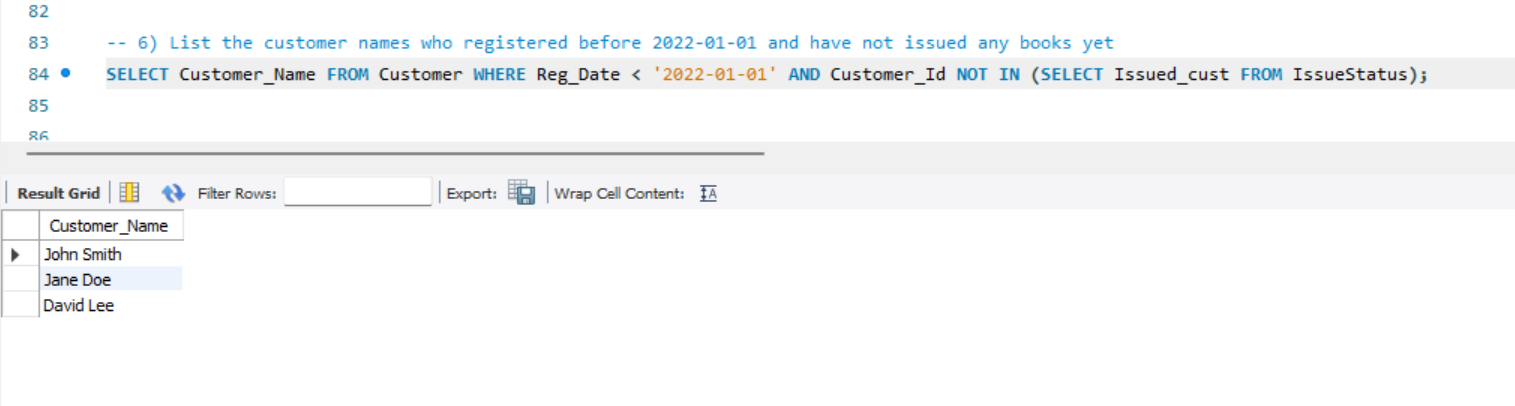 82
83 -- 6) List the customer names who registered before 2022-01-01 and have not issued any books yet
84 SELECT Customer_Name FROM Customer WHERE Reg_Date < '2022-01-01' AND Customer_Id NOT IN (SELECT Issued_cust FROM IssueStatus);
85
86
Result Grid Filter Rows: Export: Wrap Cell Content: IA
Customer_Name
John Smith
Jane Doe
David Lee